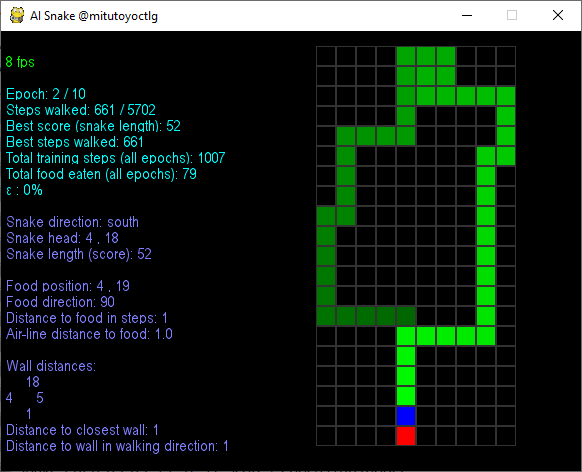 AI Snake @mitutoyoctlg
8 fps
Epoch: 2 / 10
Steps walked: 661 / 5702
Best score (snake length): 52
Best steps walked: 661
Total training steps (all epochs): 1007
Total food eaten (all epochs): 79
ε : 0%
Snake direction: south
Snake head: 4 , 18
Snake length (score): 52
Food position: 4 , 19
Food direction: 90
Distance to food in steps: 1
Air-line distance to food: 1.0
Wall distances:
18
4 5
1
Distance to closest wall: 1
Distance to wall in walking direction: 1